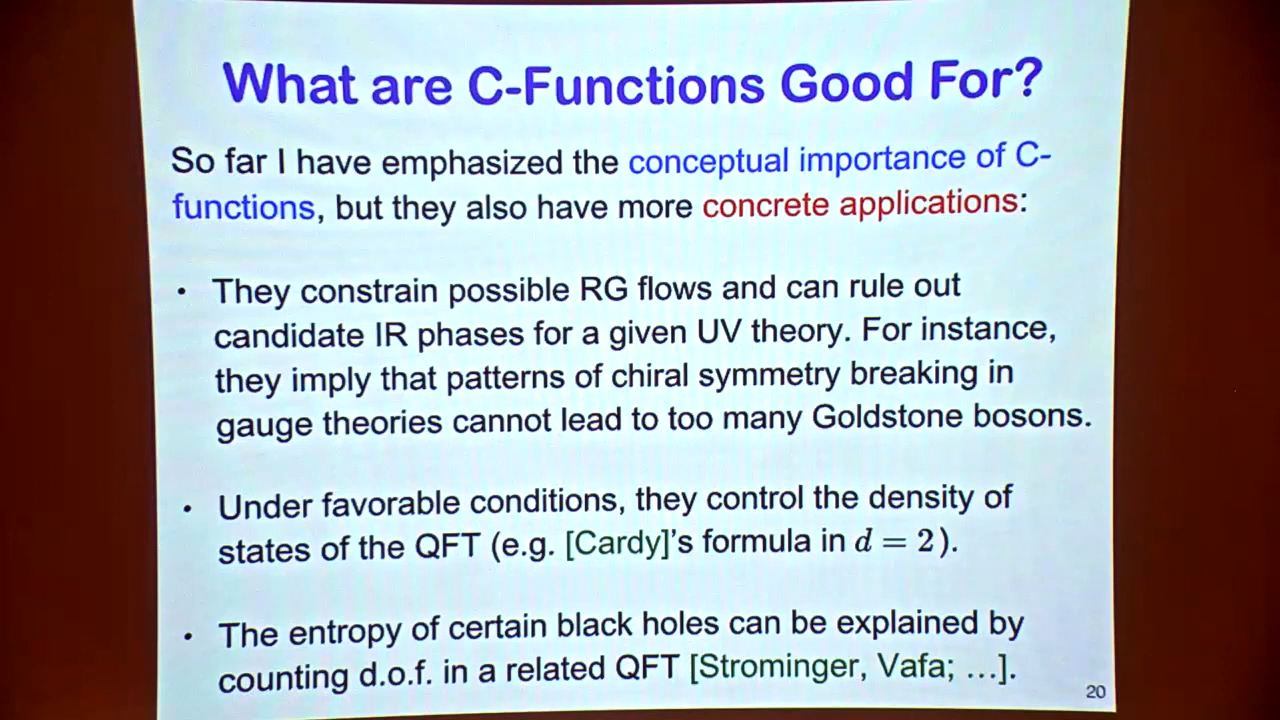 What are C-Functions Good For?
So far I have emphasized the conceptual importance of C-
functions, but they also have more concrete applications:
• They constrain possible RG flows and can rule out
candidate IR phases for a given UV theory. For instance,
they imply that patterns of chiral symmetry breaking in
gauge theories cannot lead to too many Goldstone bosons.
• Under favorable conditions, they control the density of
states of the QFT (e.g. [Cardy]'s formula in d = 2).
• The entropy of certain black holes can be explained by
counting d.o.f. in a related QFT [Strominger, Vafa; …].
20